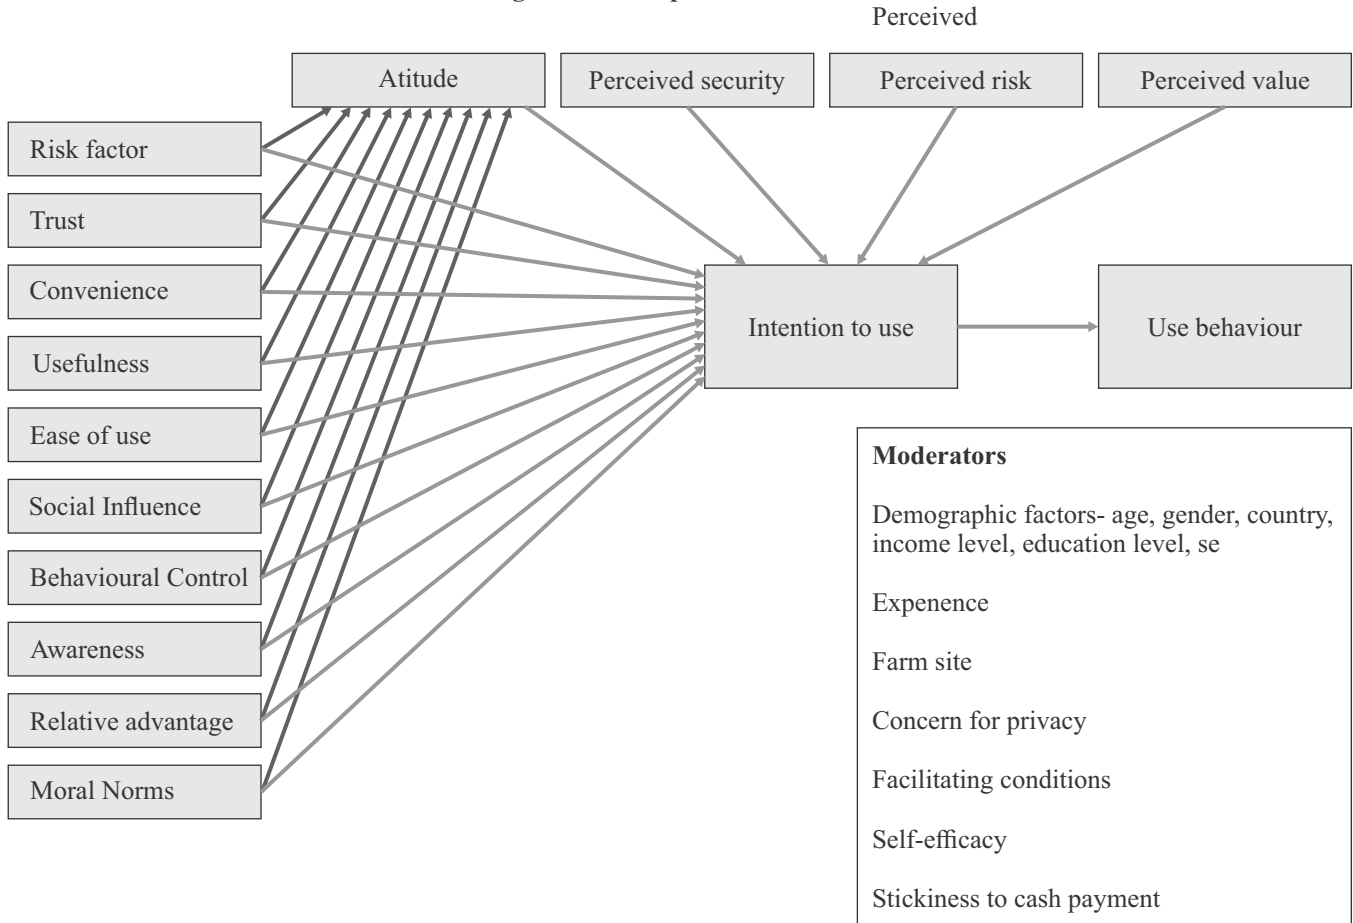 Perceived
Atitude
Perceived security
Perceived risk
Perceived value
Risk factor
Trust
Convenience
Usefulness
Ease of use
Social Influence
Behavioural Control
Awareness
Relative advantage
Moral Norms
Intention to use
Use behaviour
Moderators
Demographic factors- age, gender, country,
income level, education level, se
Expenence
Farm site
Concern for privacy
Facilitating conditions
Self-efficacy
Stickiness to cash payment